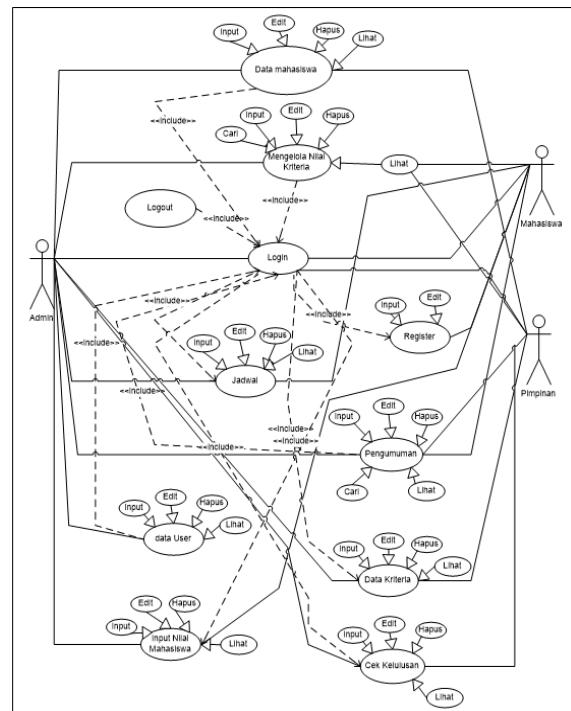 Edit
Input
Hapus
Lihat
Data mahasiswa
<<Include>>
Edit
Input
Hapus
Cari
Mengelola Nilai
Kriteria
Lihat
<<Include>>
Mahasiswa
Logout
<<Include>>
Login
Admin
<<Include>>
<<Include>>
<<Include>>
Edit
Input
Register
Pimpinan
<<Include>>
Edit
Input
Hapus
Lihat
Jadwal
<<Include>>
<<Include>>
<<Include>>
<<Include>>
Edit
Input
Hapus
Pengumuman
Cari
Lihat
Edit
Input
Hapus
Lihat
data User
Edit
Input
Hapus
Lihat
Data Kriteria
Edit
Hapus
Input
Input Nilai
Mahasiswa
Lihat
Edit
Input
Hapus
Cek Kelulusan
Lihat